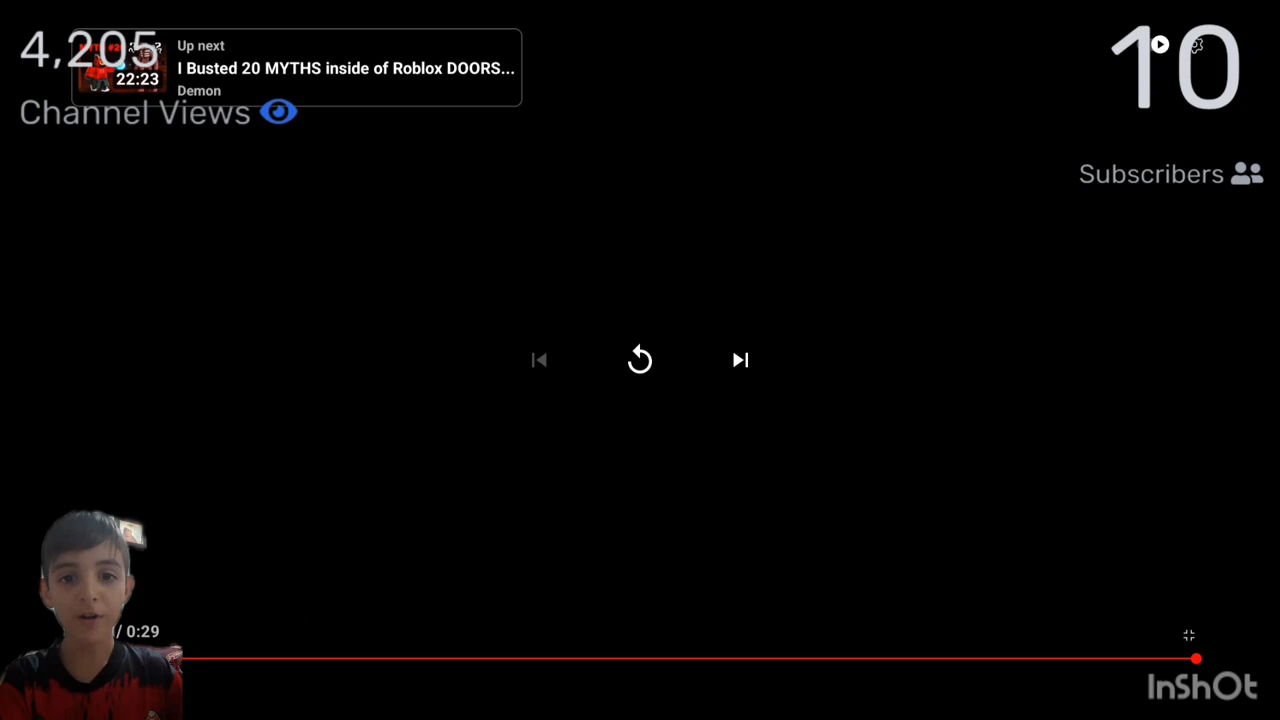 4,205
22:23
Up next
I Busted 20 MYTHS inside of Roblox DOORS...
Demon
Channel Views
10
Subscribers
/ 0:29
InShOt